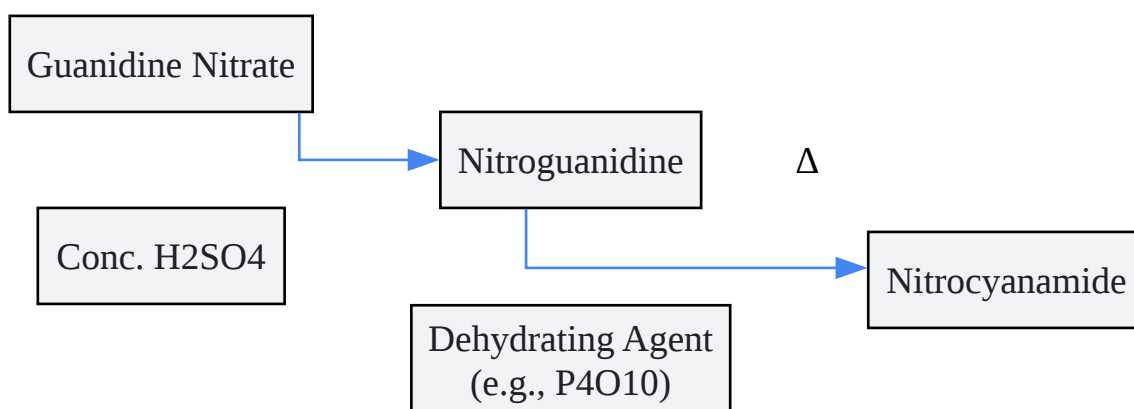 Guanidine Nitrate
Nitroguanidine
Δ
Conc. H2SO4
Nitrocyanamide
Dehydrating Agent
(e.g., P4O10)